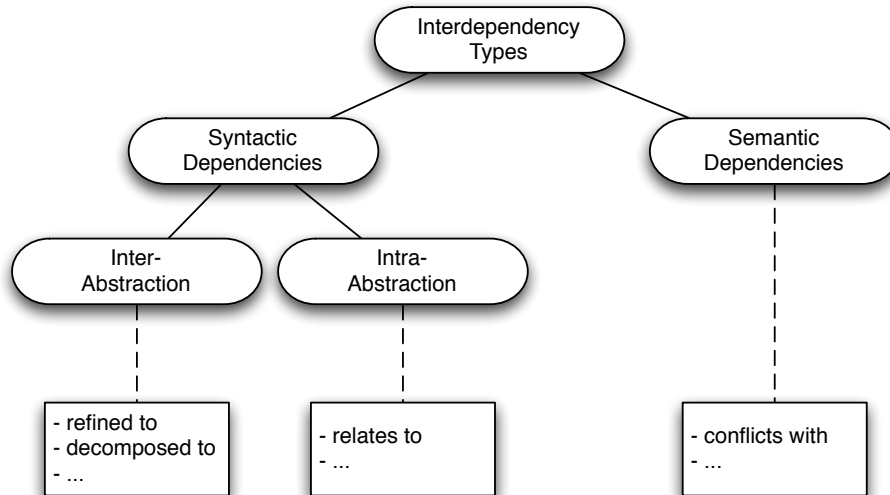 Interdependency
Types
Syntactic
Dependencies
Semantic
Dependencies
Inter-
Abstraction
Intra-
Abstraction
- refined to
- decomposed to
- ...
- relates to
- ...
- conflicts with
- ...